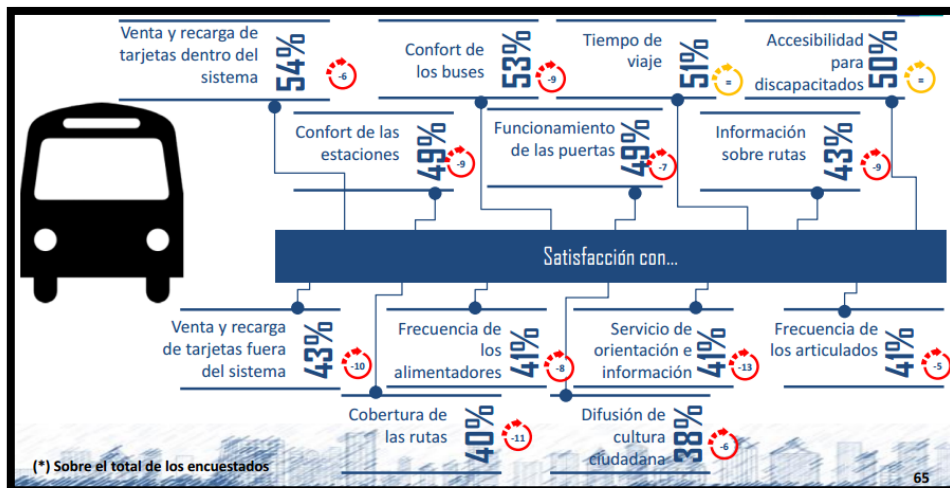 Venta y recarga de
tarjetas dentro del
sistema
54%
-6
Confort de
los buses
53%
-9
Tiempo de
viaje
51%
=
Accesibilidad
para
discapacitados
50%
=
Confort de las
estaciones
49%
-9
Funcionamiento
de las puertas
49%
-7
Información
sobre rutas
43%
-9
Satisfacción con...
Venta y recarga
de tarjetas fuera
del sistema
43%
-10
Frecuencia de
los
alimentadores
41%
-8
Servicio de
orientación e
información
41%
-13
Frecuencia de
los articulados
41%
-5
Cobertura de
las rutas
40%
-11
Difusión de
cultura
ciudadana
38%
-6
(*) Sobre el total de los encuestados
65